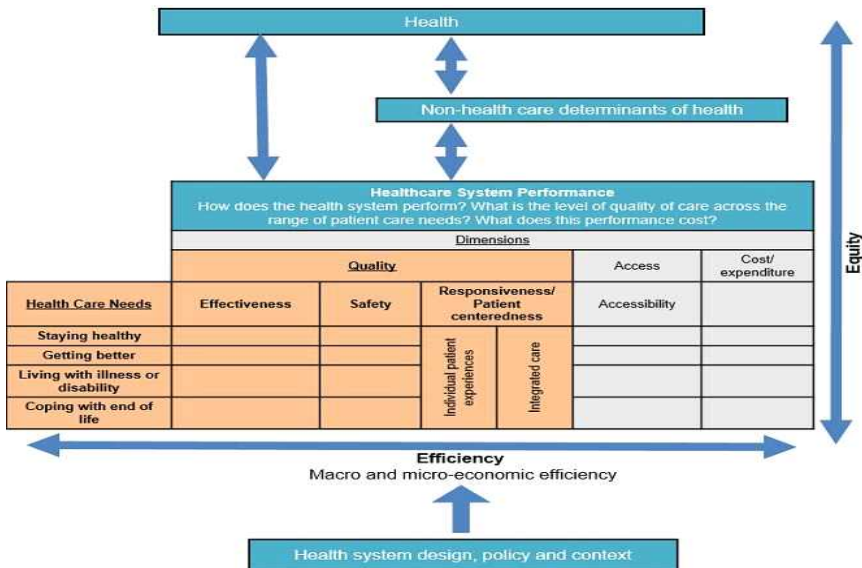 Health
Non-health care determinants of health
Healthcare System Performance
How does the health system perform? What is the level of quality of care across the
range of patient care needs? What does this performance cost?
Dimensions
Quality
Access
Cost/
expenditure
Health Care Needs
Effectiveness
Safety
Responsiveness/
Patient
centeredness
Accessibility
Staying healthy
Getting better
Living with illness or
disability
Coping with end of
life
Individual patient
experiences
Integrated care
Equity
Efficiency
Macro and micro-economic efficiency
Health system design, policy and context